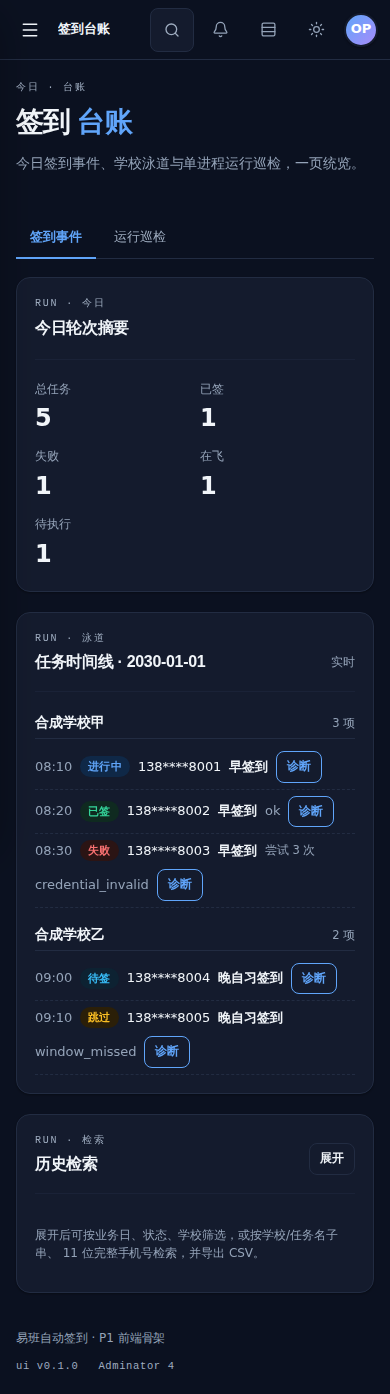 签到台账
OP
今日 · 台账
签到 台账
今日签到事件、学校泳道与单进程运行巡检，一页统览。
签到事件 运行巡检
RUN · 今日
今日轮次摘要
总任务 已签
5 1
失败 在飞
1 1
待执行
1
RUN · 泳道
任务时间线 · 2030-01-01 实时
合成学校甲 3 项
08:10 进行中 138****8001 早签到 诊断
08:20 已签 138****8002 早签到 ok 诊断
08:30 失败 138****8003 早签到 尝试 3 次
credential_invalid 诊断
合成学校乙 2 项
09:00 待签 138****8004 晚自习签到 诊断
09:10 跳过 138****8005 晚自习签到
window_missed 诊断
RUN · 检索
历史检索 展开
展开后可按业务日、状态、学校筛选，或按学校/任务名子
串、 11 位完整手机号检索，并导出 CSV。
易班自动签到 · P1 前端骨架
ui v0.1.0 Adminator 4